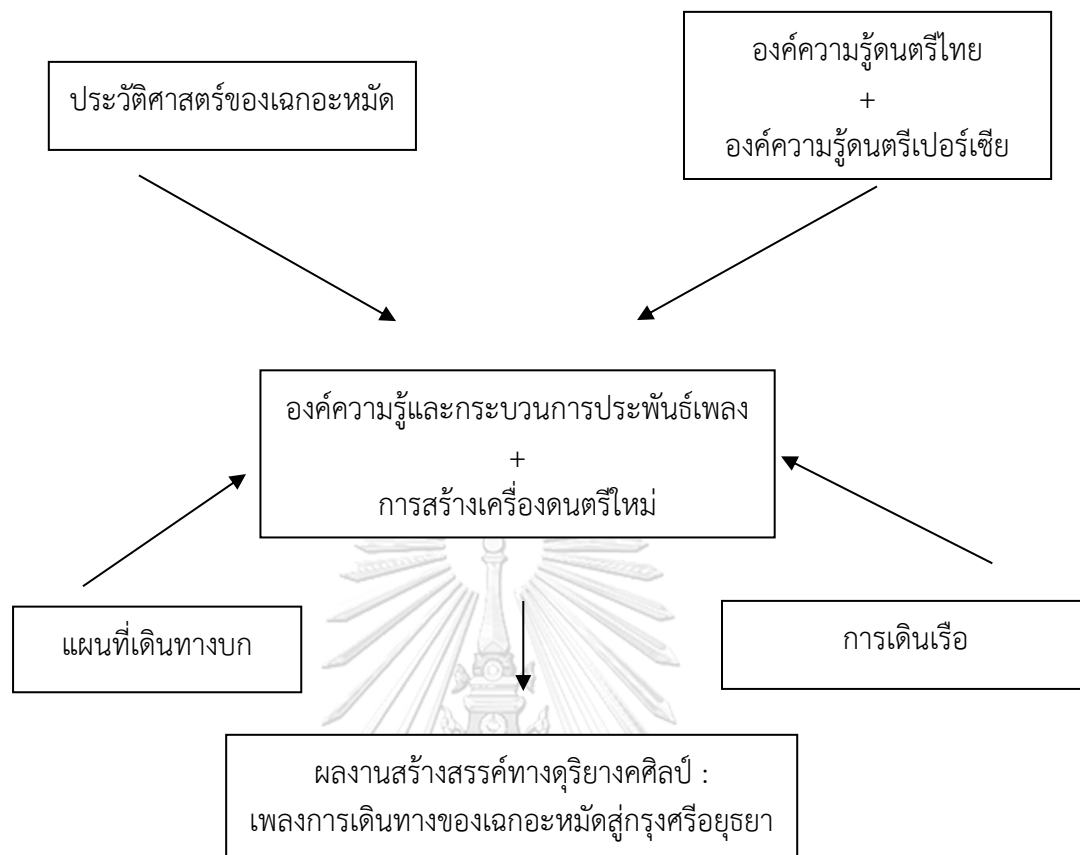 ประวัติศาสตร์ของเฉกอะหมัด
องค์ความรู้ดนตรีไทย
+
องค์ความรู้ดนตรีเปอร์เซีย
องค์ความรู้และกระบวนการประพันธ์เพลง
+
การสร้างเครื่องดนตรีใหม่
แผนที่เดินทางบก
การเดินเรือ
ผลงานสร้างสรรค์ทางดุริยางคศิลป์ :
เพลงการเดินทางของเฉกอะหมัดสู่กรุงศรีอยุธยา